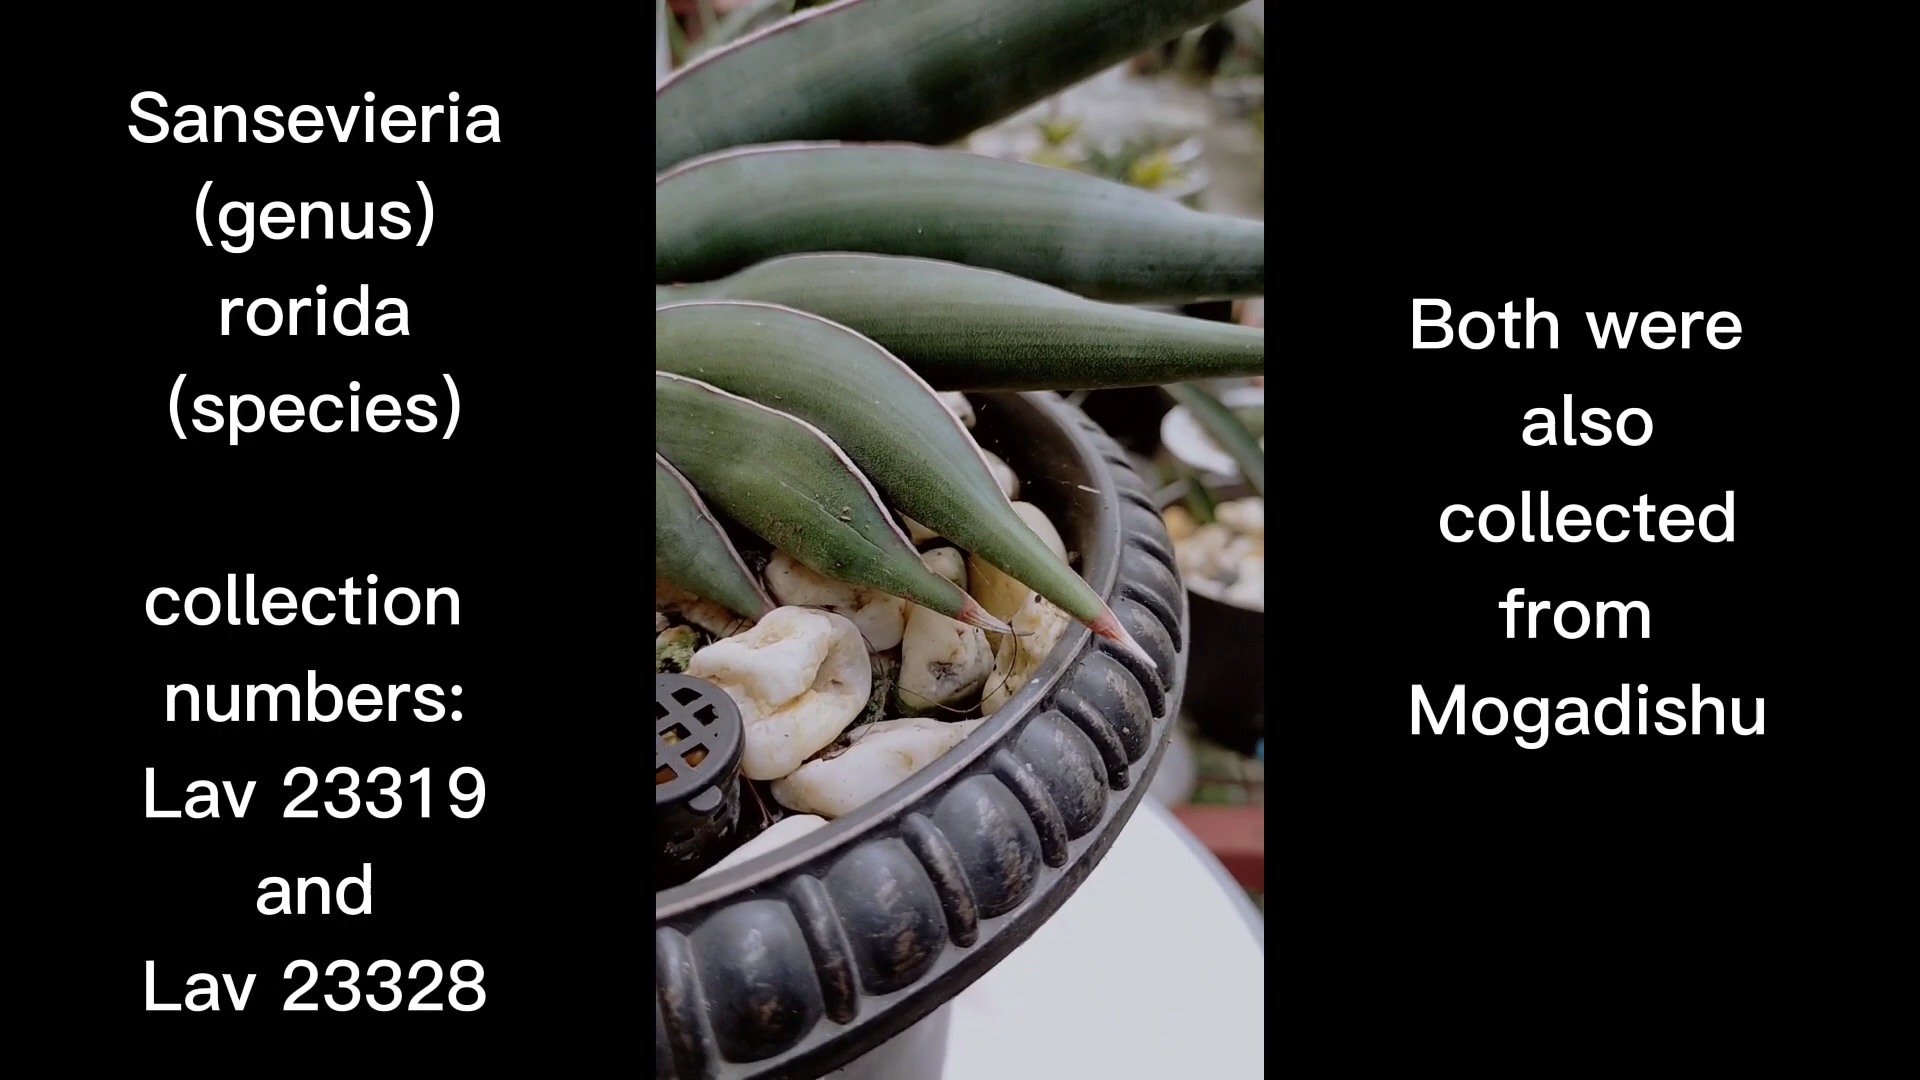 Sansevieria
(genus)
rorida
(species)
collection
numbers:
Lav 23319
and
Lav 23328
Both were
also
collected
from
Mogadishu